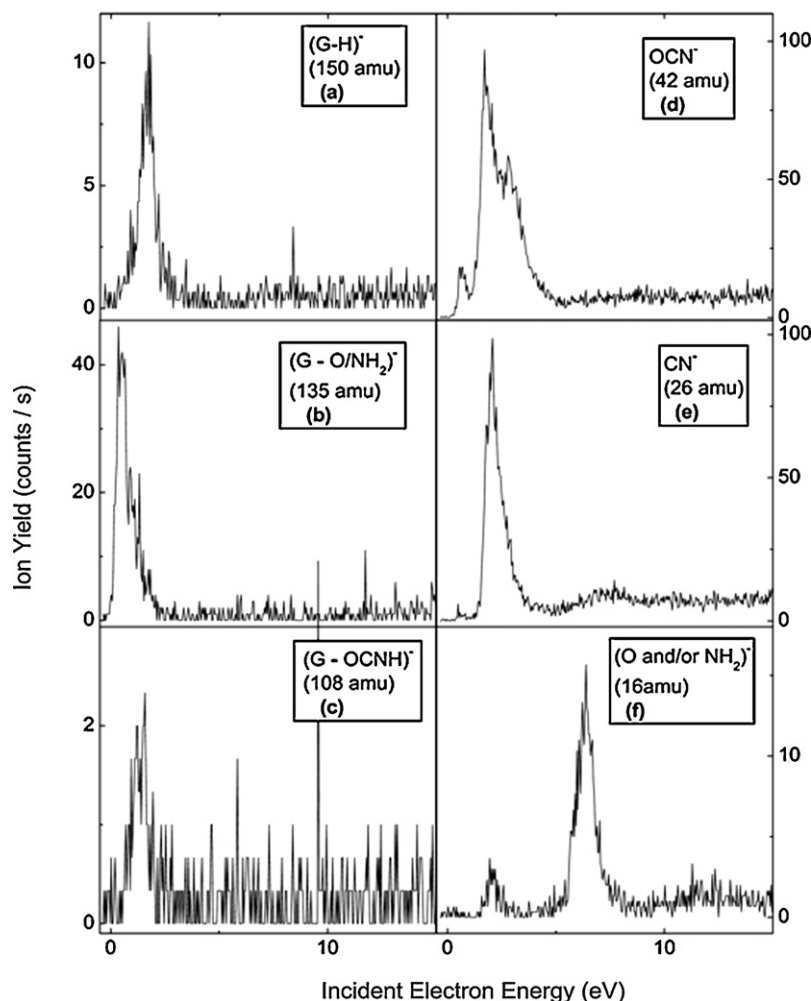 (G-H)⁻
(150 amu)
(a)
10
5
0
OCN⁻
(42 amu)
(d)
100
50
0
(G - O/NH₂)⁻
(135 amu)
(b)
40
20
0
CN⁻
(26 amu)
(e)
100
50
0
(G - OCNH)⁻
(108 amu)
(c)
2
0
(O and/or NH₂)⁻
(16amu)
(f)
10
0
Ion Yield (counts / s)
0 10
0 10
Incident Electron Energy (eV)